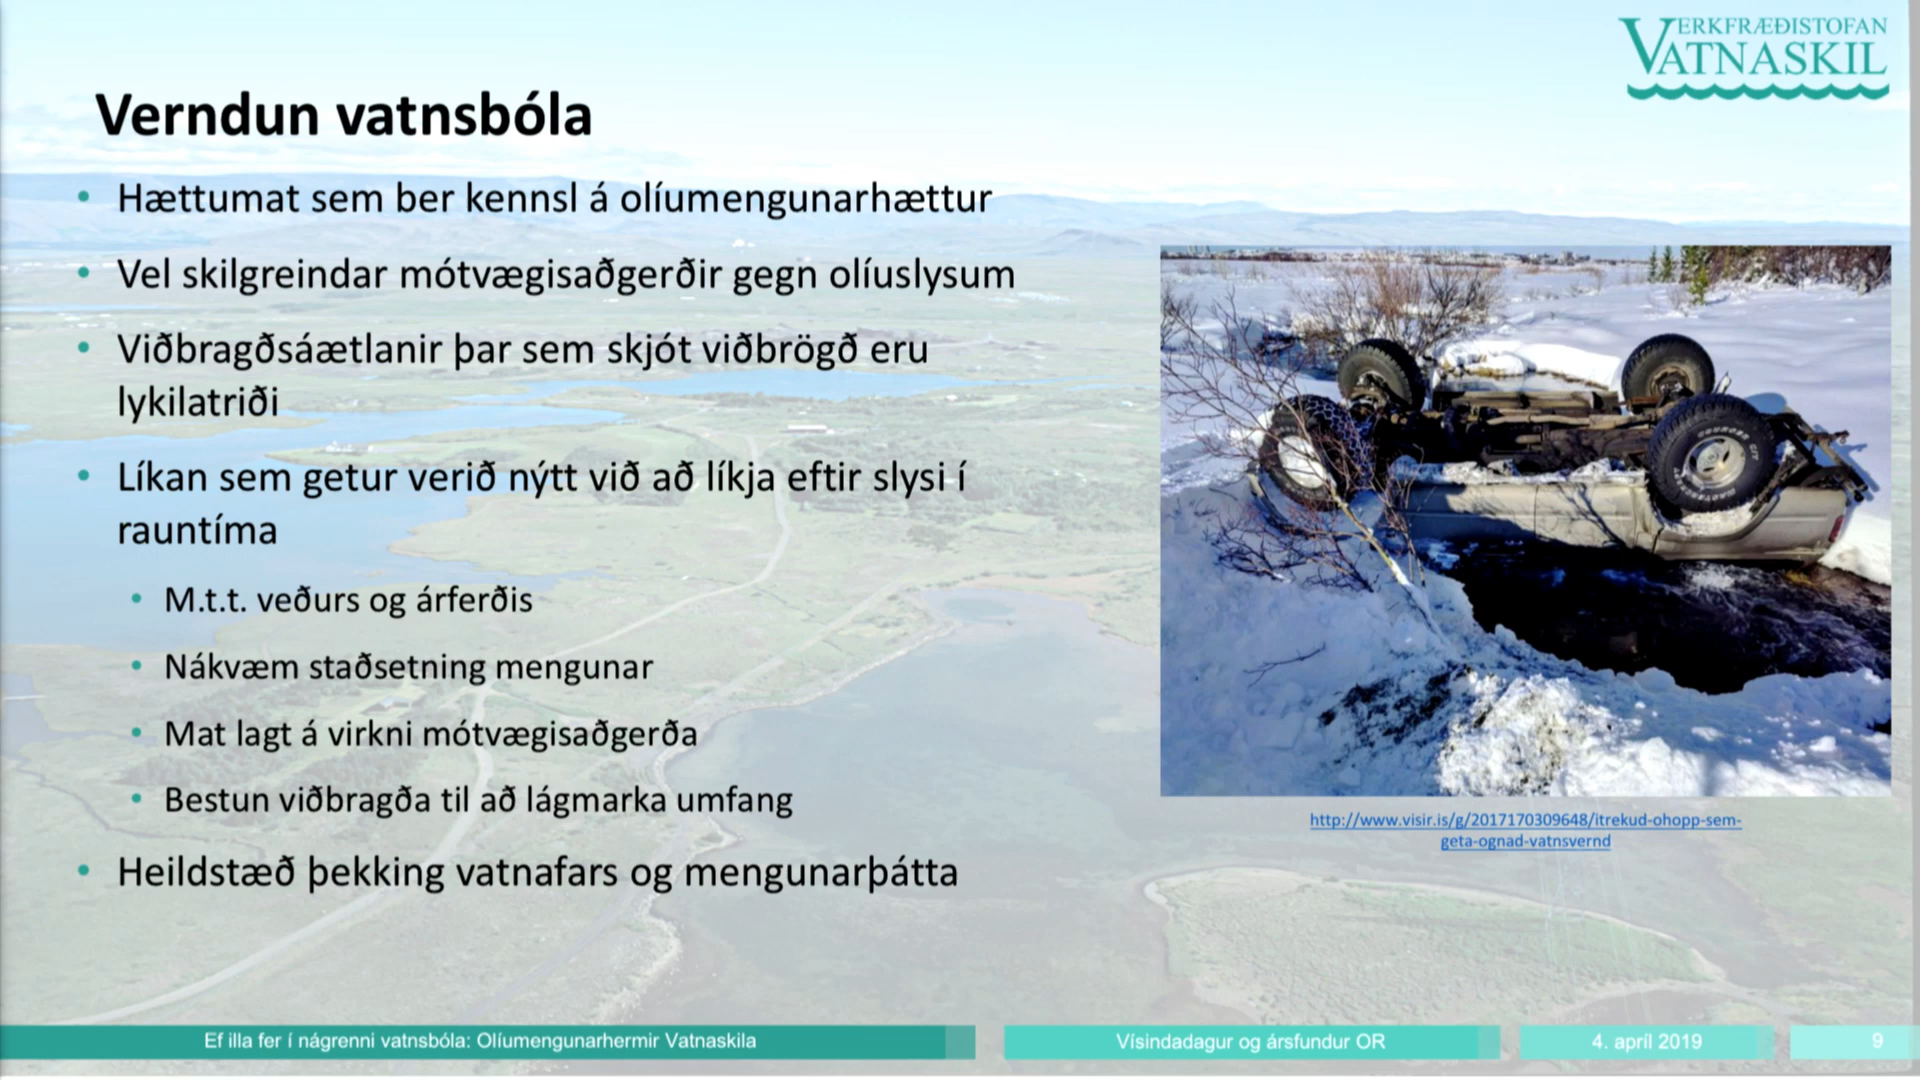 VERKFRÆÐISTOFAN
VATNASKIL
Verndun vatnsbóla
• Hættumat sem ber kennsl á olíumengunarhættur
• Vel skilgreindar mótvægisaðgerðir gegn olíuslysum
• Viðbragðsáætlanir þar sem skjót viðbrögð eru
lykilatriði
• Líkan sem getur verið nýtt við að líkja eftir slysi í
rauntíma
• M.t.t. veðurs og árferðis
• Nákvæm staðsetning mengunar
• Mat lagt á virkni mótvægisaðgerða
• Bestun viðbragða til að lágmarka umfang
• Heildstæð þekking vatnafars og mengunarþátta
http://www.visir.is/g/2017170309648/itrekud-ohopp-sem-
geta-ognad-vatnsvernd
Ef illa fer í nágrenni vatnsbóla: Olíumengunarhermir Vatnaskila
Vísindadagur og ársfundur OR
4. apríl 2019
9